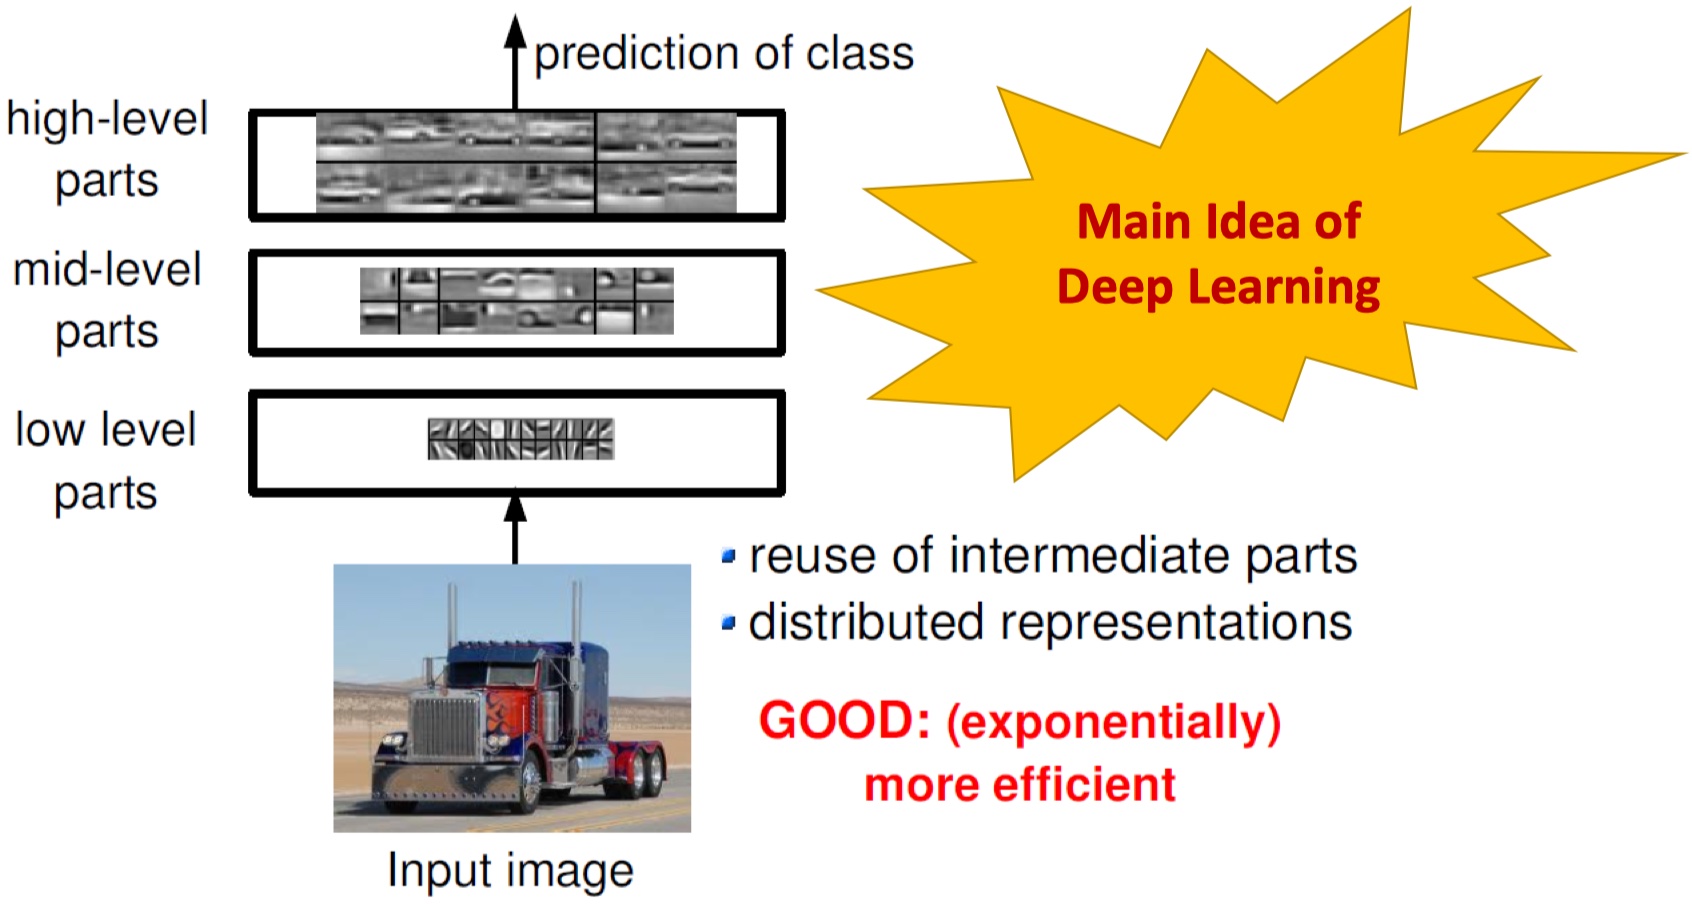 prediction of class
high-level
parts
mid-level
parts
low level
parts
Main Idea of
Deep Learning
reuse of intermediate parts
distributed representations
GOOD: (exponentially)
more efficient
Input image